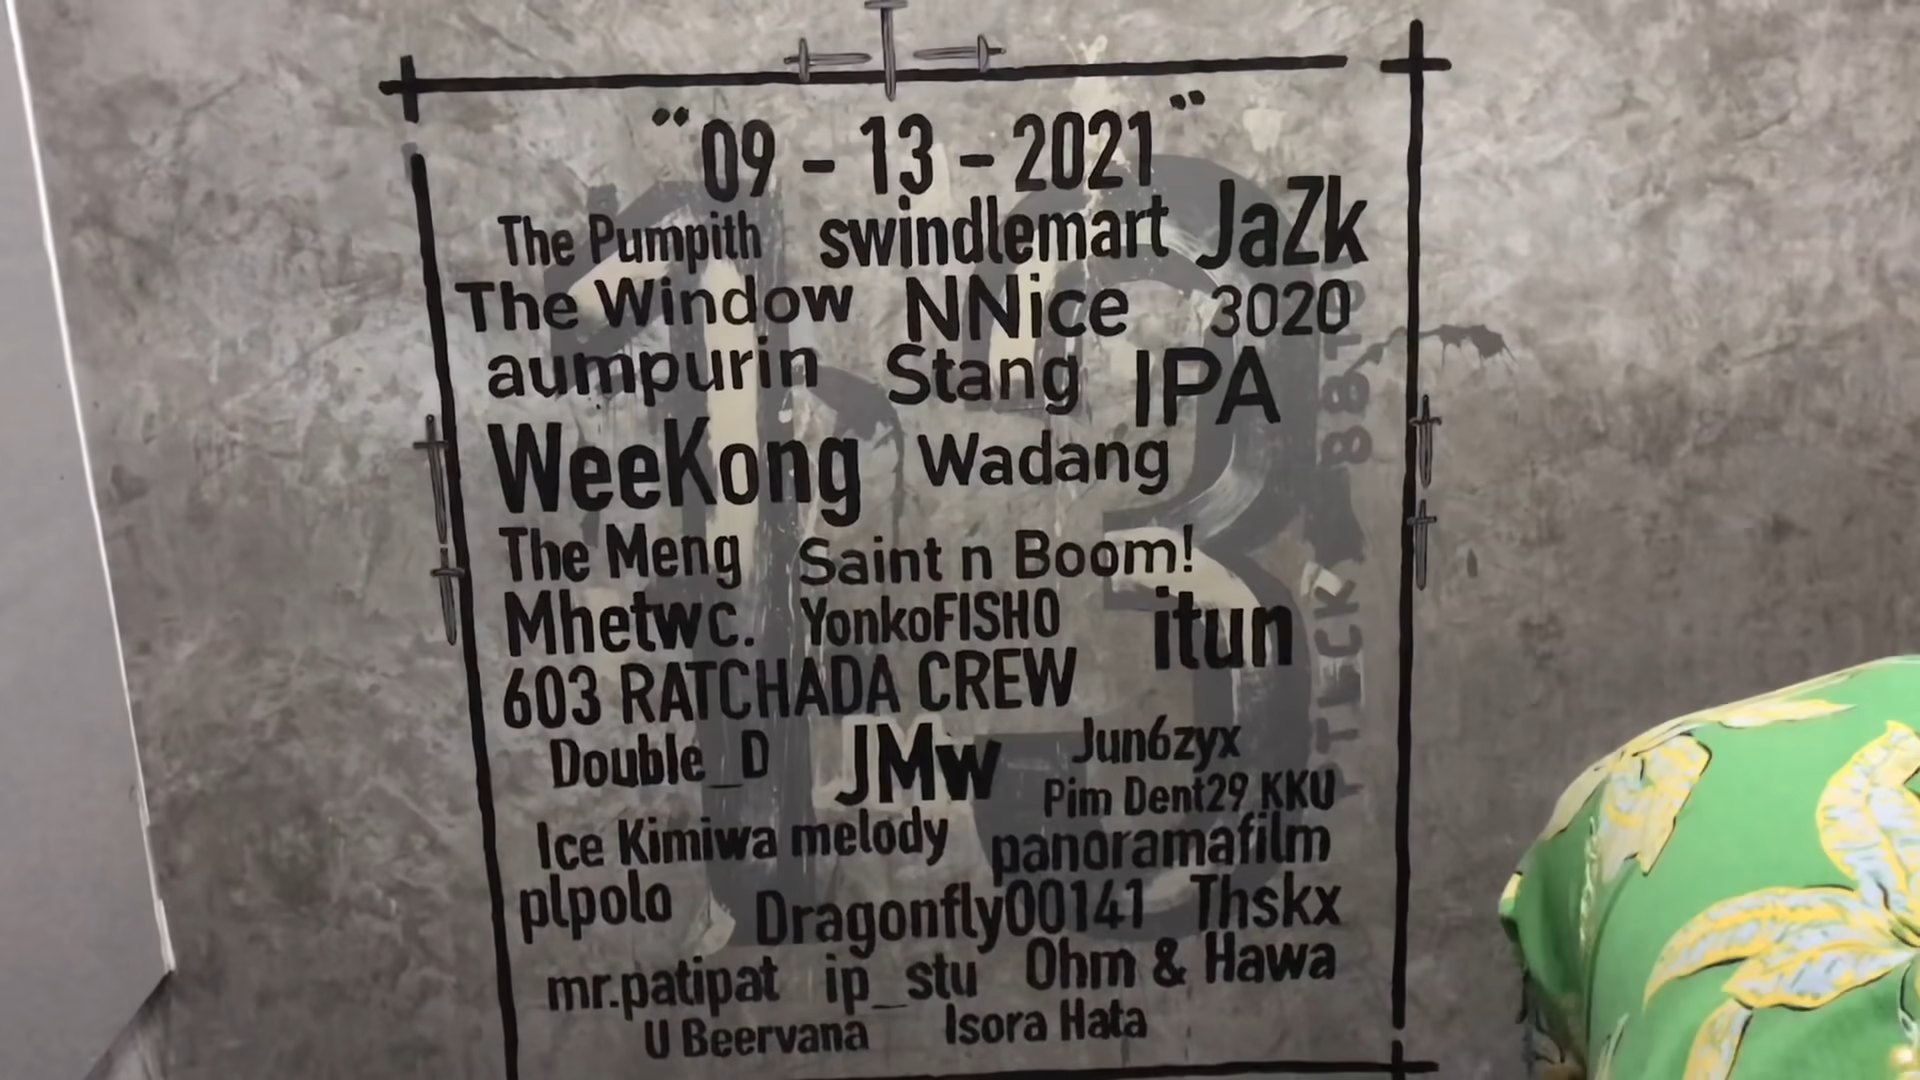 "09 - 13 - 2021"
The Pumpith swindlemart JaZk
The Window NNice 3020
aumpurin Stang IPA
WeeKong Wadang
The Meng Saint n Boom!
Mhetwc. YonkoFISHO itun
603 RATCHADA CREW
Double_D JMw Jun6zyx
Pim Dent29 KKU
Ice Kimiwa melody panoramafilm
plpolo Dragonfly00141 Thskx
mr.patipat ip_stu Ohm & Hawa
U Beervana Isora Hata
13